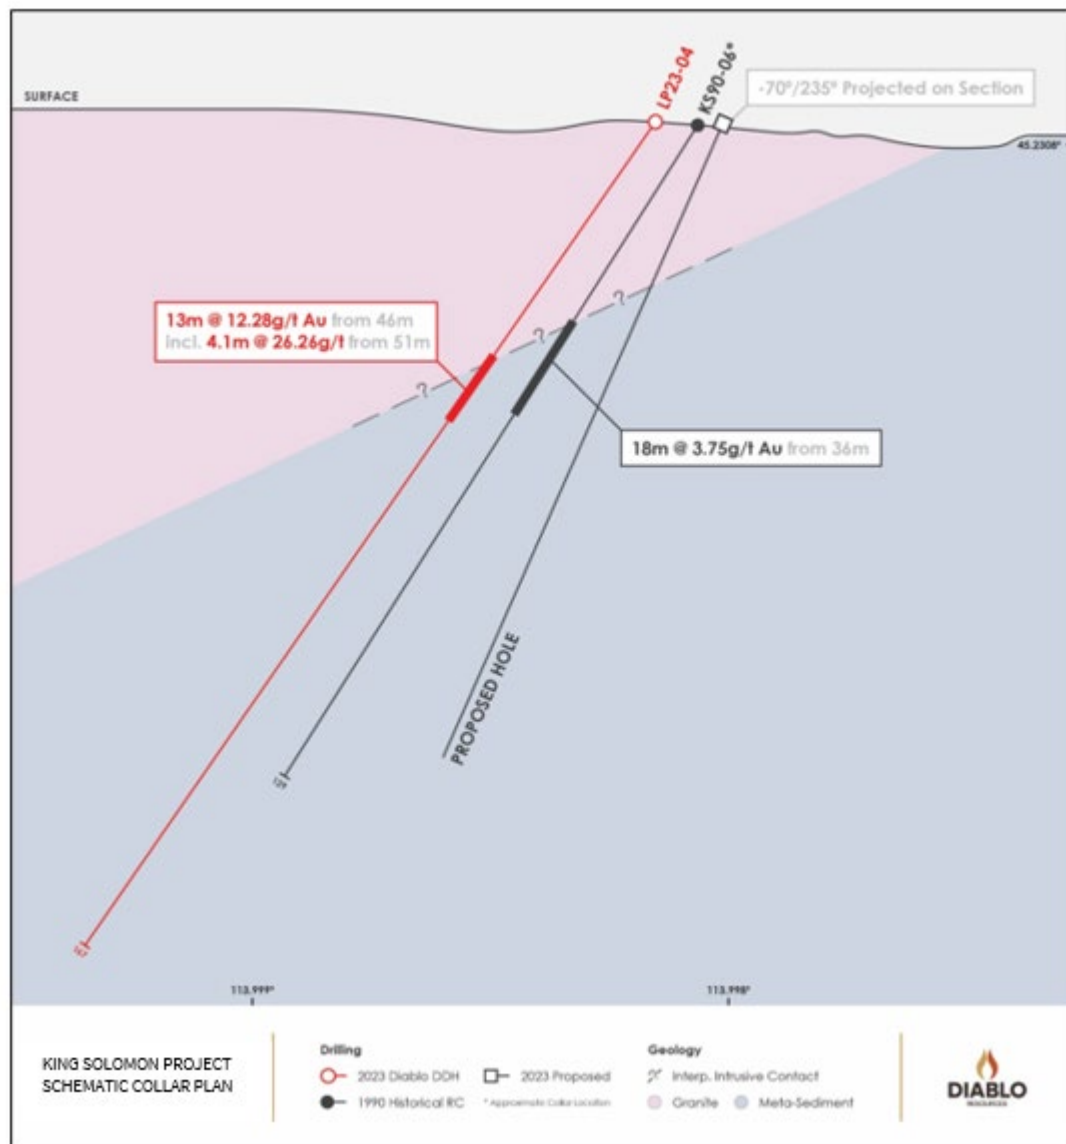 SURFACE
LP23-04
KS90-06*
-70°/235° Projected on Section
45.2308°
13m @ 12.28g/t Au from 46m
incl. 4.1m @ 26.26g/t from 51m
?
?
?
18m @ 3.75g/t Au from 36m
PROPOSED HOLE
129
167
113.999°
113.998°
KING SOLOMON PROJECT
SCHEMATIC COLLAR PLAN
Drilling
2023 Diablo DDH
2023 Proposed
1990 Historical RC
* Approximate Collar Location
Geology
? Interp. Intrusive Contact
Granite
Meta-Sediment
DIABLO
RESOURCES